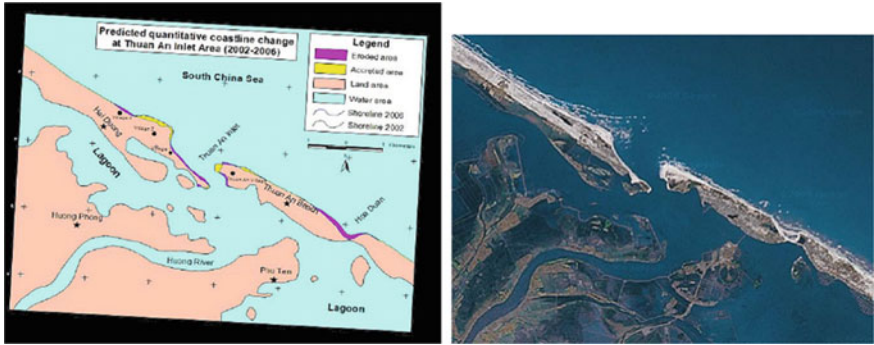 Predicted quantitative coastline change
at Thuan An Inlet Area (2002-2006)
Legend
Eroded area
Accreted area
Land area
Water area
Shoreline 2006
Shoreline 2002
South China Sea
Hai Duong
Thuan An Inlet
Lagoon
Thuan An Beach
Hoa Duan
Huong Phong
Huong River
Phu Tan
Lagoon